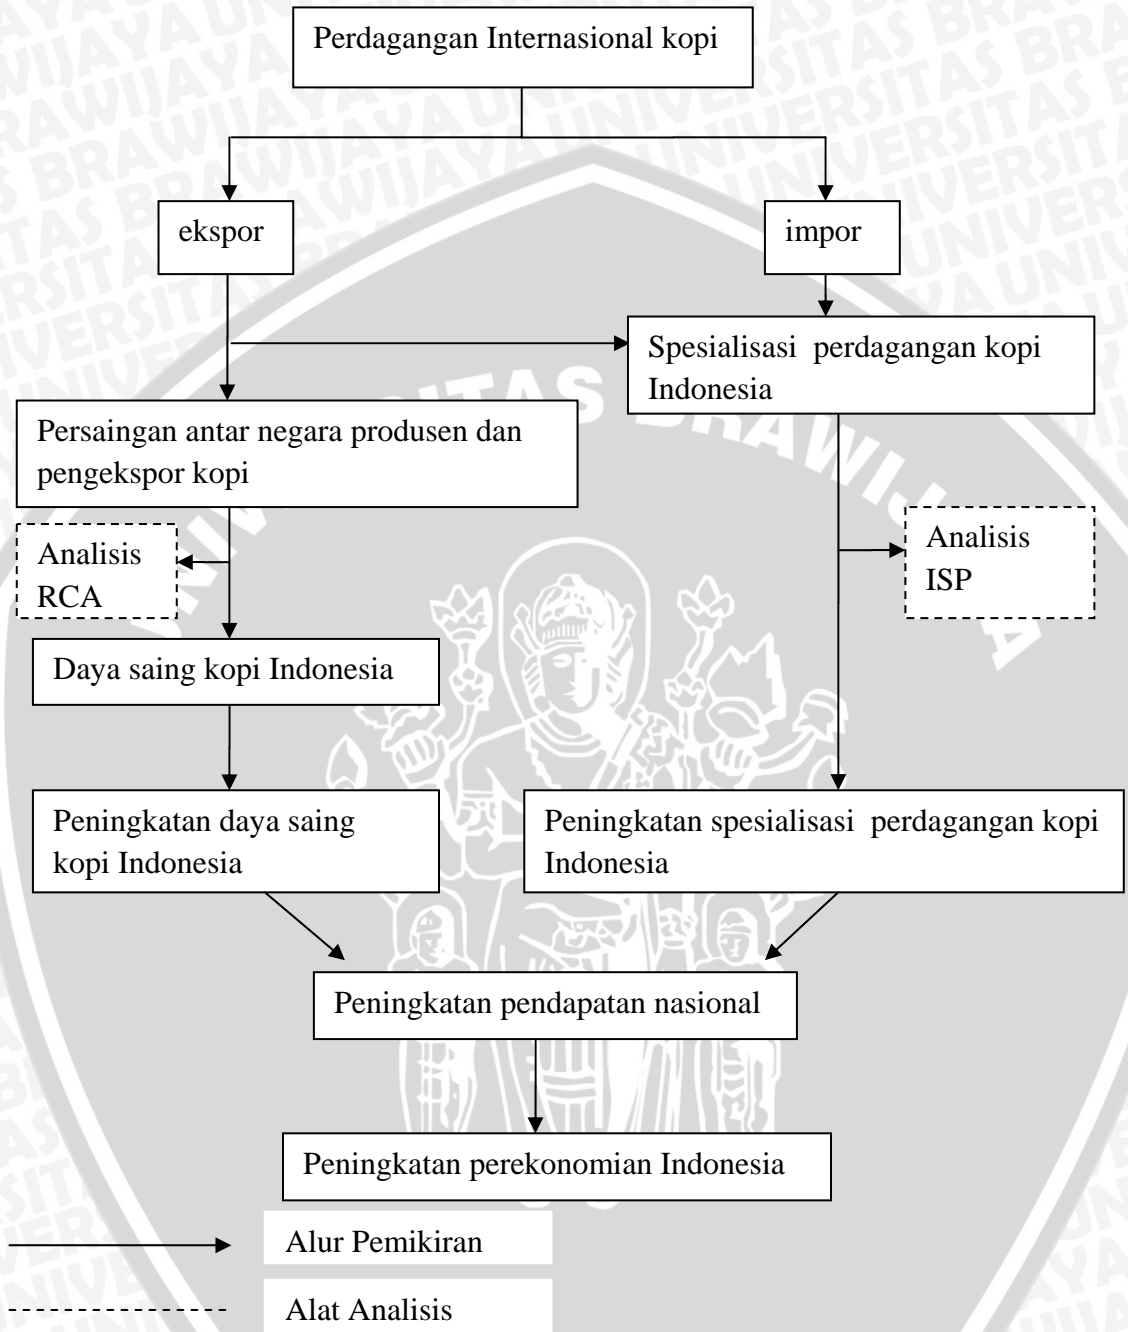 Perdagangan Internasional kopi
ekspor
impor
Spesialisasi perdagangan kopi
Indonesia
Persaingan antar negara produsen dan
pengekspor kopi
Analisis
RCA
Analisis
ISP
Daya saing kopi Indonesia
Peningkatan daya saing
kopi Indonesia
Peningkatan spesialisasi perdagangan kopi
Indonesia
Peningkatan pendapatan nasional
Peningkatan perekonomian Indonesia
Alur Pemikiran
Alat Analisis
UNIVERSITAS BRAWIJAYA